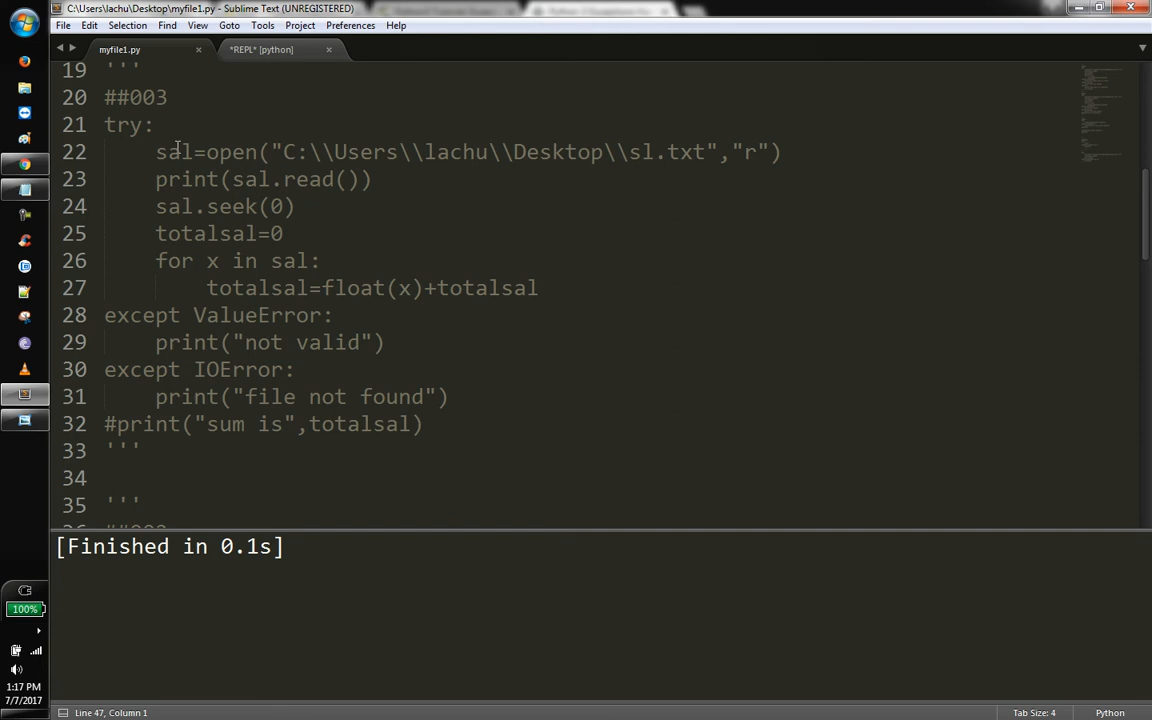 C:\Users\lachu\Desktop\myfile1.py - Sublime Text (UNREGISTERED)
File Edit Selection Find View Goto Tools Project Preferences Help
myfile1.py × *REPL* [python] ×
19 '''
20 ##003
21 try:
22 sal=open("C:\\Users\\lachu\\Desktop\\sl.txt","r")
23 print(sal.read())
24 sal.seek(0)
25 totalsal=0
26 for x in sal:
27 totalsal=float(x)+totalsal
28 except ValueError:
29 print("not valid")
30 except IOError:
31 print("file not found")
32 #print("sum is",totalsal)
33 '''
34
35 '''
[Finished in 0.1s]
100%
1:17 PM
7/7/2017
Line 47, Column 1 Tab Size: 4 Python